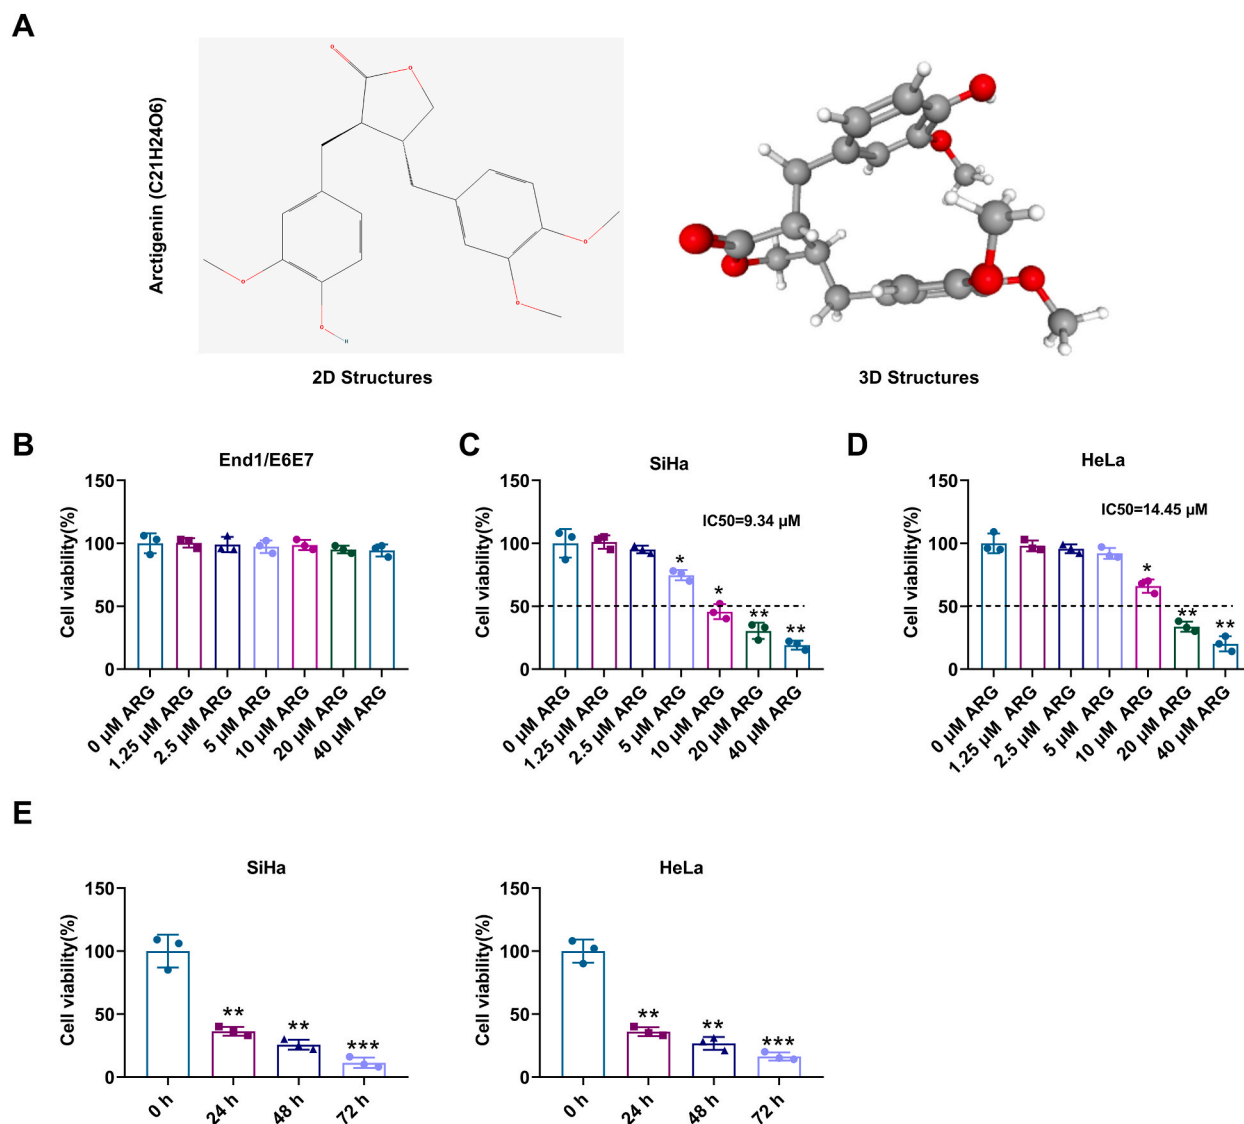 A
Arctigenin (C21H24O6)
O
O
O
O
O
O
H
2D Structures
3D Structures
B
End1/E6E7
Cell viability(%)
150
100
50
0
0 μM ARG
1.25 μM ARG
2.5 μM ARG
5 μM ARG
10 μM ARG
20 μM ARG
40 μM ARG
C
SiHa
IC50=9.34 μM
Cell viability(%)
150
100
50
0
*
*
**
**
0 μM ARG
1.25 μM ARG
2.5 μM ARG
5 μM ARG
10 μM ARG
20 μM ARG
40 μM ARG
D
HeLa
IC50=14.45 μM
Cell viability(%)
150
100
50
0
*
**
**
0 μM ARG
1.25 μM ARG
2.5 μM ARG
5 μM ARG
10 μM ARG
20 μM ARG
40 μM ARG
E
SiHa
Cell viability(%)
150
100
50
0
**
**
***
0 h
24 h
48 h
72 h
HeLa
Cell viability(%)
150
100
50
0
**
**
***
0 h
24 h
48 h
72 h